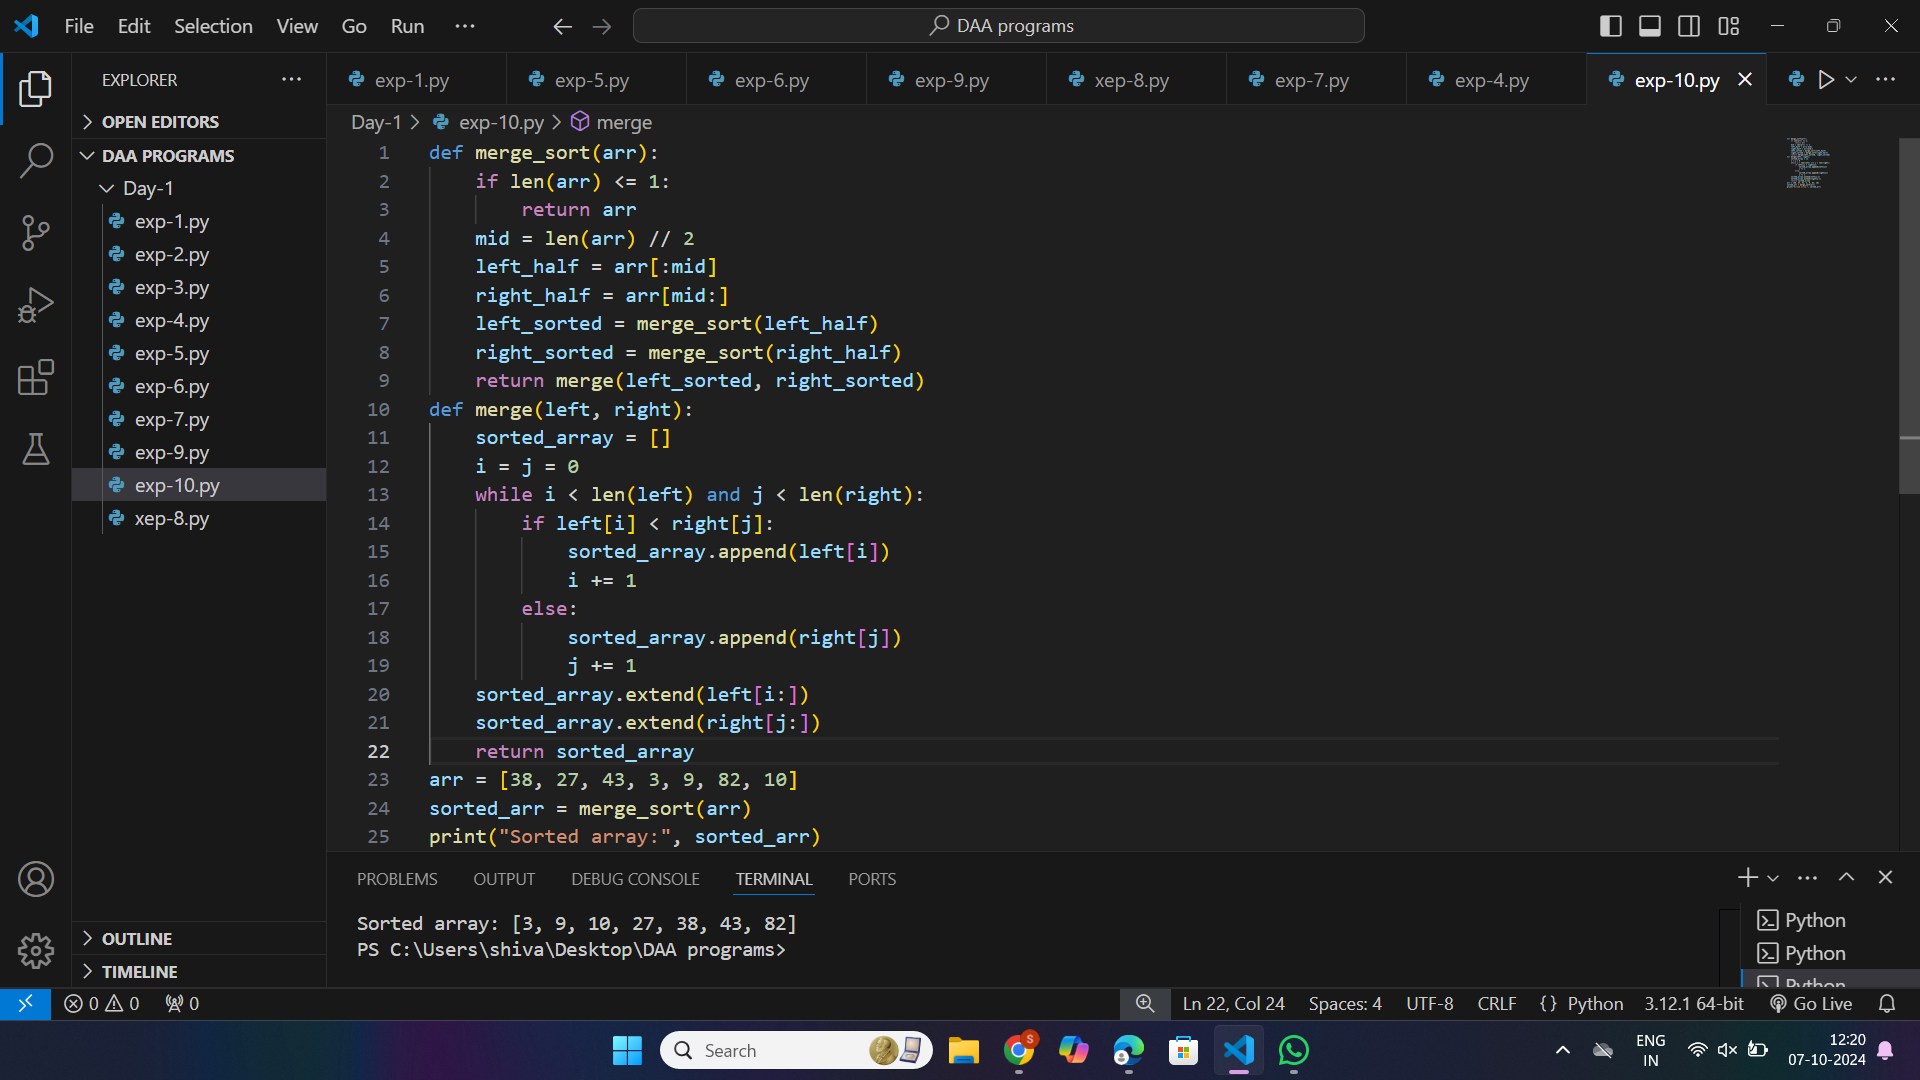 File Edit Selection View Go Run ···
DAA programs
EXPLORER
OPEN EDITORS
DAA PROGRAMS
Day-1
exp-1.py
exp-2.py
exp-3.py
exp-4.py
exp-5.py
exp-6.py
exp-7.py
exp-9.py
exp-10.py
xep-8.py
OUTLINE
TIMELINE
exp-1.py exp-5.py exp-6.py exp-9.py xep-8.py exp-7.py exp-4.py exp-10.py
Day-1 > exp-10.py > merge
1 def merge_sort(arr):
2     if len(arr) <= 1:
3         return arr
4     mid = len(arr) // 2
5     left_half = arr[:mid]
6     right_half = arr[mid:]
7     left_sorted = merge_sort(left_half)
8     right_sorted = merge_sort(right_half)
9     return merge(left_sorted, right_sorted)
10 def merge(left, right):
11     sorted_array = []
12     i = j = 0
13     while i < len(left) and j < len(right):
14         if left[i] < right[j]:
15             sorted_array.append(left[i])
16             i += 1
17         else:
18             sorted_array.append(right[j])
19             j += 1
20     sorted_array.extend(left[i:])
21     sorted_array.extend(right[j:])
22     return sorted_array
23 arr = [38, 27, 43, 3, 9, 82, 10]
24 sorted_arr = merge_sort(arr)
25 print("Sorted array:", sorted_arr)
PROBLEMS OUTPUT DEBUG CONSOLE TERMINAL PORTS
Sorted array: [3, 9, 10, 27, 38, 43, 82]
PS C:\Users\shiva\Desktop\DAA programs>
Python
Python
Python
0 0 0 Ln 22, Col 24 Spaces: 4 UTF-8 CRLF {} Python 3.12.1 64-bit Go Live
Search
S
ENG
IN
12:20
07-10-2024